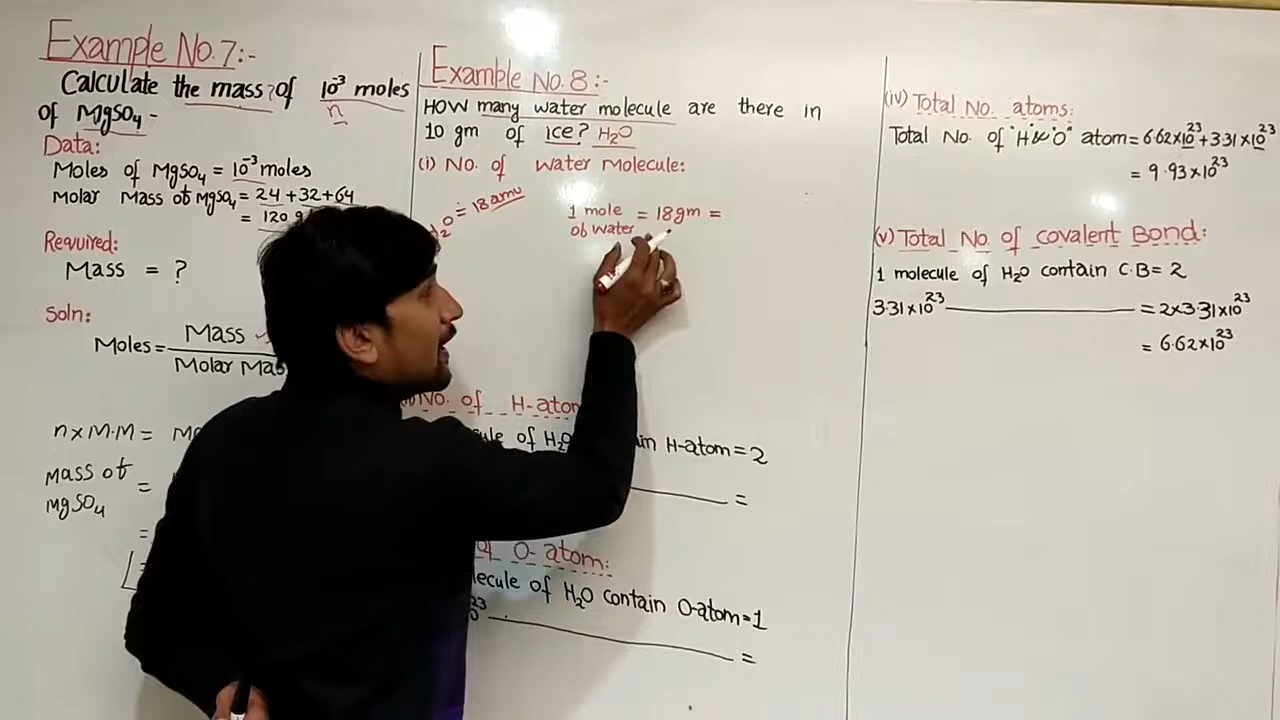 Example No. 7:-
Calculate the mass? of 10⁻³ moles
n
of MgSO₄ -
Data:
Moles of MgSO₄ = 10⁻³ moles
Molar Mass of MgSO₄ = 24 + 32 + 64
= 120 g
Required:
Mass = ?
Soln:
Moles = Mass
Molar Mas
n x M.M =
Mass of
MgSO₄ =
=
=
Example No. 8:-
HOW many water molecule are there in
10 gm of ICE? H₂O
(i) NO. of Water Molecule:
H₂O = 18 amu
1 mole = 18 gm =
of water
No. of H-atom
cule of H₂O in H-atom = 2
=
of O-atom:
lecule of H₂O contain O-atom = 1
23
=
(iv) Total No. atoms:
Total No. of "H & O" atom = 6.62 x 10²³ + 3.31 x 10²³
= 9.93 x 10²³
(v) Total No. of covalent Bond:
1 molecule of H₂O contain C.B = 2
3.31 x 10²³ = 2 x 3.31 x 10²³
= 6.62 x 10²³